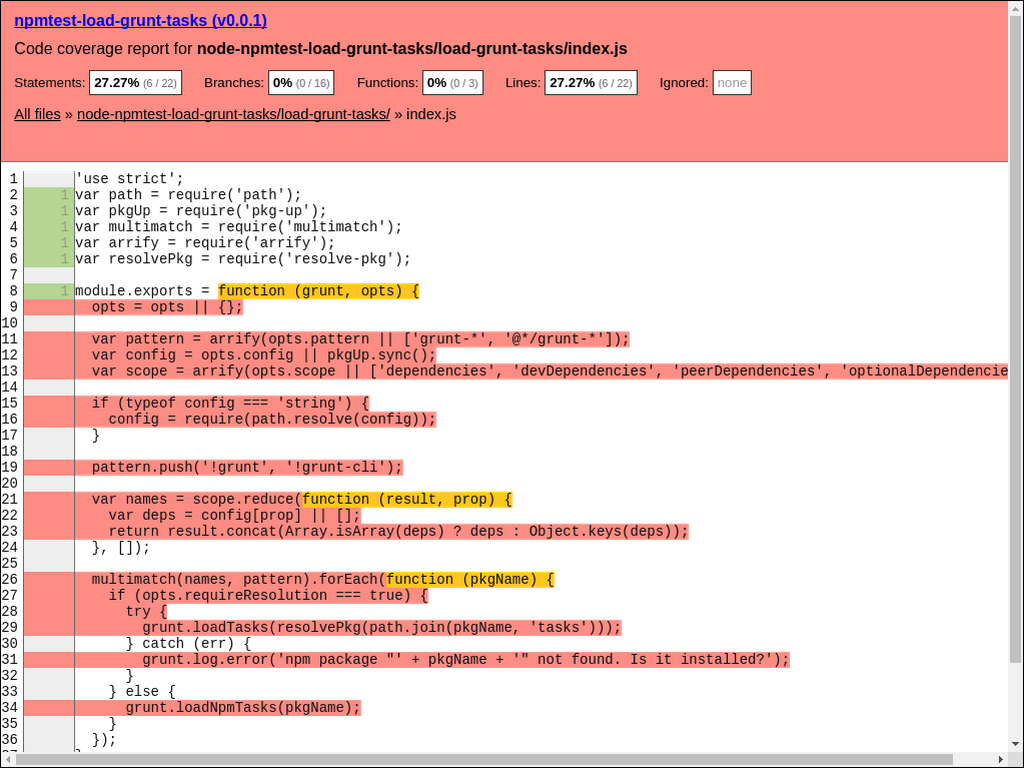 npmtest-load-grunt-tasks (v0.0.1)
Code coverage report for node-npmtest-load-grunt-tasks/load-grunt-tasks/index.js
Statements: 27.27% (6 / 22) Branches: 0% (0 / 16) Functions: 0% (0 / 3) Lines: 27.27% (6 / 22) Ignored: none
All files » node-npmtest-load-grunt-tasks/load-grunt-tasks/ » index.js
1 'use strict';
2 1 var path = require('path');
3 1 var pkgUp = require('pkg-up');
4 1 var multimatch = require('multimatch');
5 1 var arrify = require('arrify');
6 1 var resolvePkg = require('resolve-pkg');
7
8 1 module.exports = function (grunt, opts) {
9 opts = opts || {};
10
11 var pattern = arrify(opts.pattern || ['grunt-*', '@*/grunt-*']);
12 var config = opts.config || pkgUp.sync();
13 var scope = arrify(opts.scope || ['dependencies', 'devDependencies', 'peerDependencies', 'optionalDependencie
14
15 if (typeof config === 'string') {
16 config = require(path.resolve(config));
17 }
18
19 pattern.push('!grunt', '!grunt-cli');
20
21 var names = scope.reduce(function (result, prop) {
22 var deps = config[prop] || [];
23 return result.concat(Array.isArray(deps) ? deps : Object.keys(deps));
24 }, []);
25
26 multimatch(names, pattern).forEach(function (pkgName) {
27 if (opts.requireResolution === true) {
28 try {
29 grunt.loadTasks(resolvePkg(path.join(pkgName, 'tasks')));
30 } catch (err) {
31 grunt.log.error('npm package "' + pkgName + '" not found. Is it installed?');
32 }
33 } else {
34 grunt.loadNpmTasks(pkgName);
35 }
36 });